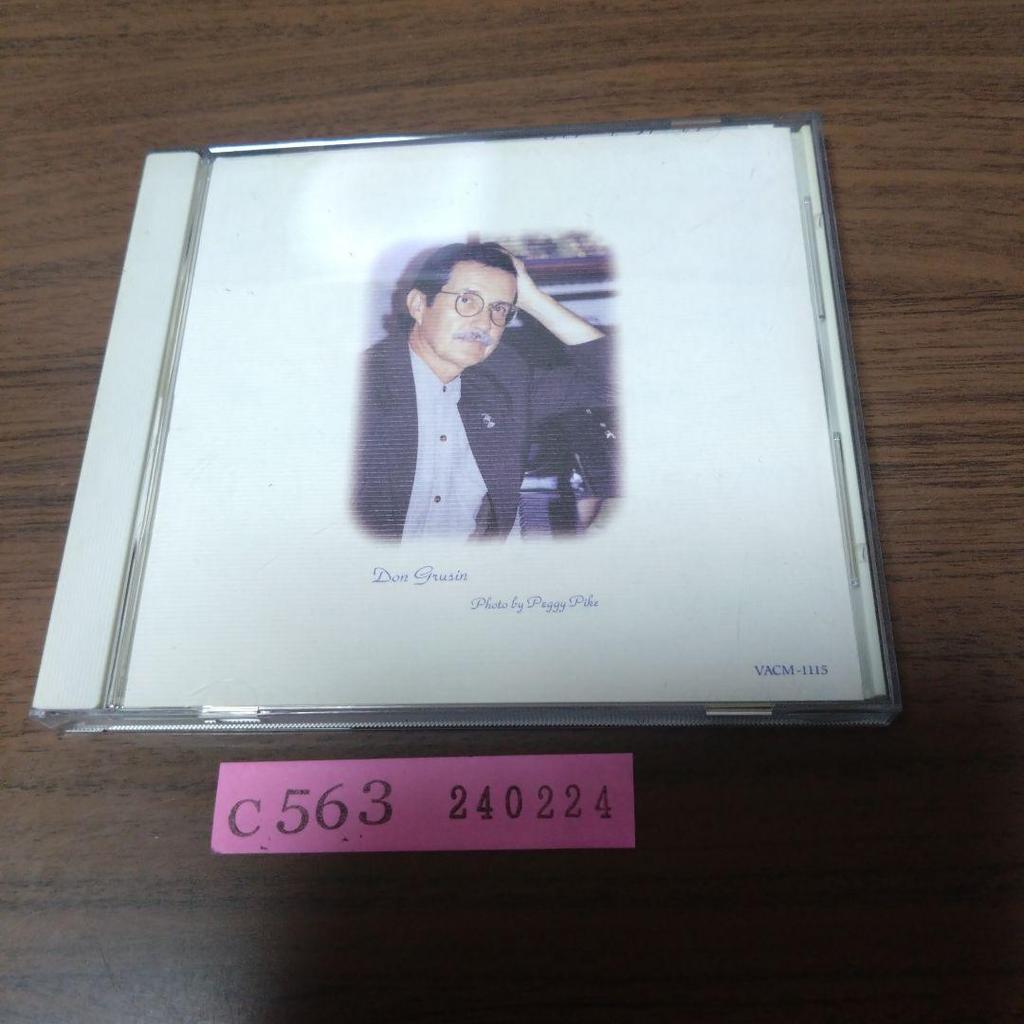 Don Grusin
Photo by Peggy Pike
VACM-1115
C563 240224